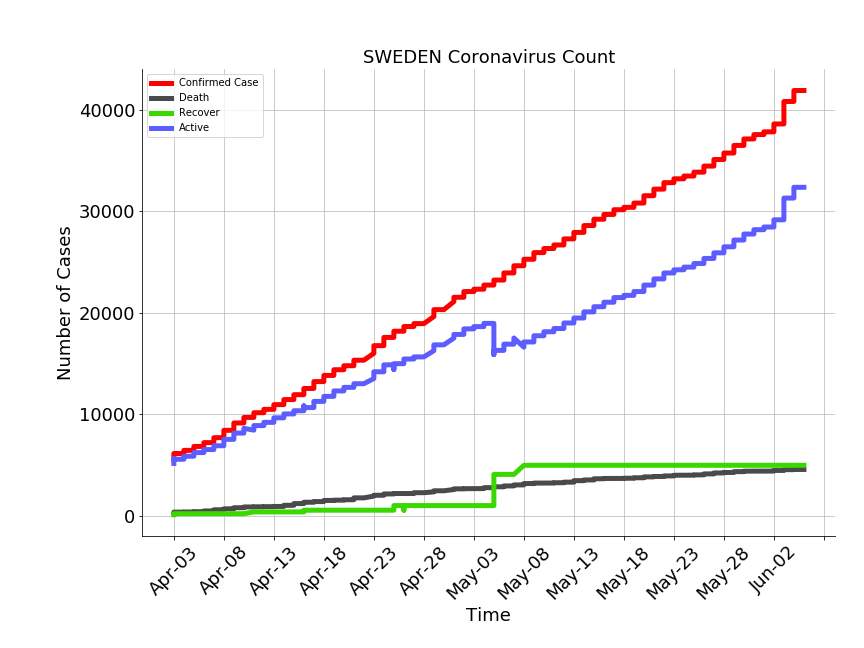 SWEDEN Coronavirus Count
Confirmed Case
Death
Recover
Active
40000
30000
20000
10000
0
Number of Cases
Apr-03
Apr-08
Apr-13
Apr-18
Apr-23
Apr-28
May-03
May-08
May-13
May-18
May-23
May-28
Jun-02
Time